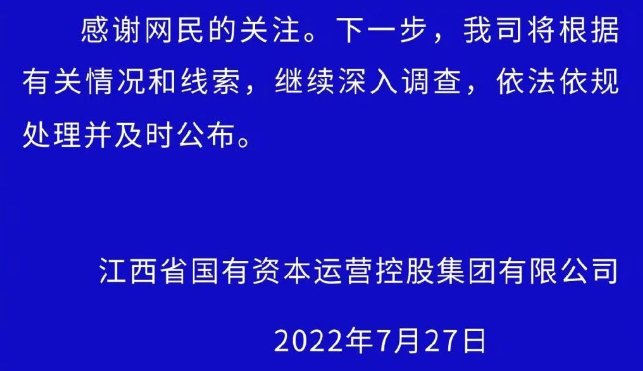 感谢网民的关注。下一步，我司将根据
有关情况和线索，继续深入调查，依法依规
处理并及时公布。
江西省国有资本运营控股集团有限公司
2022年7月27日